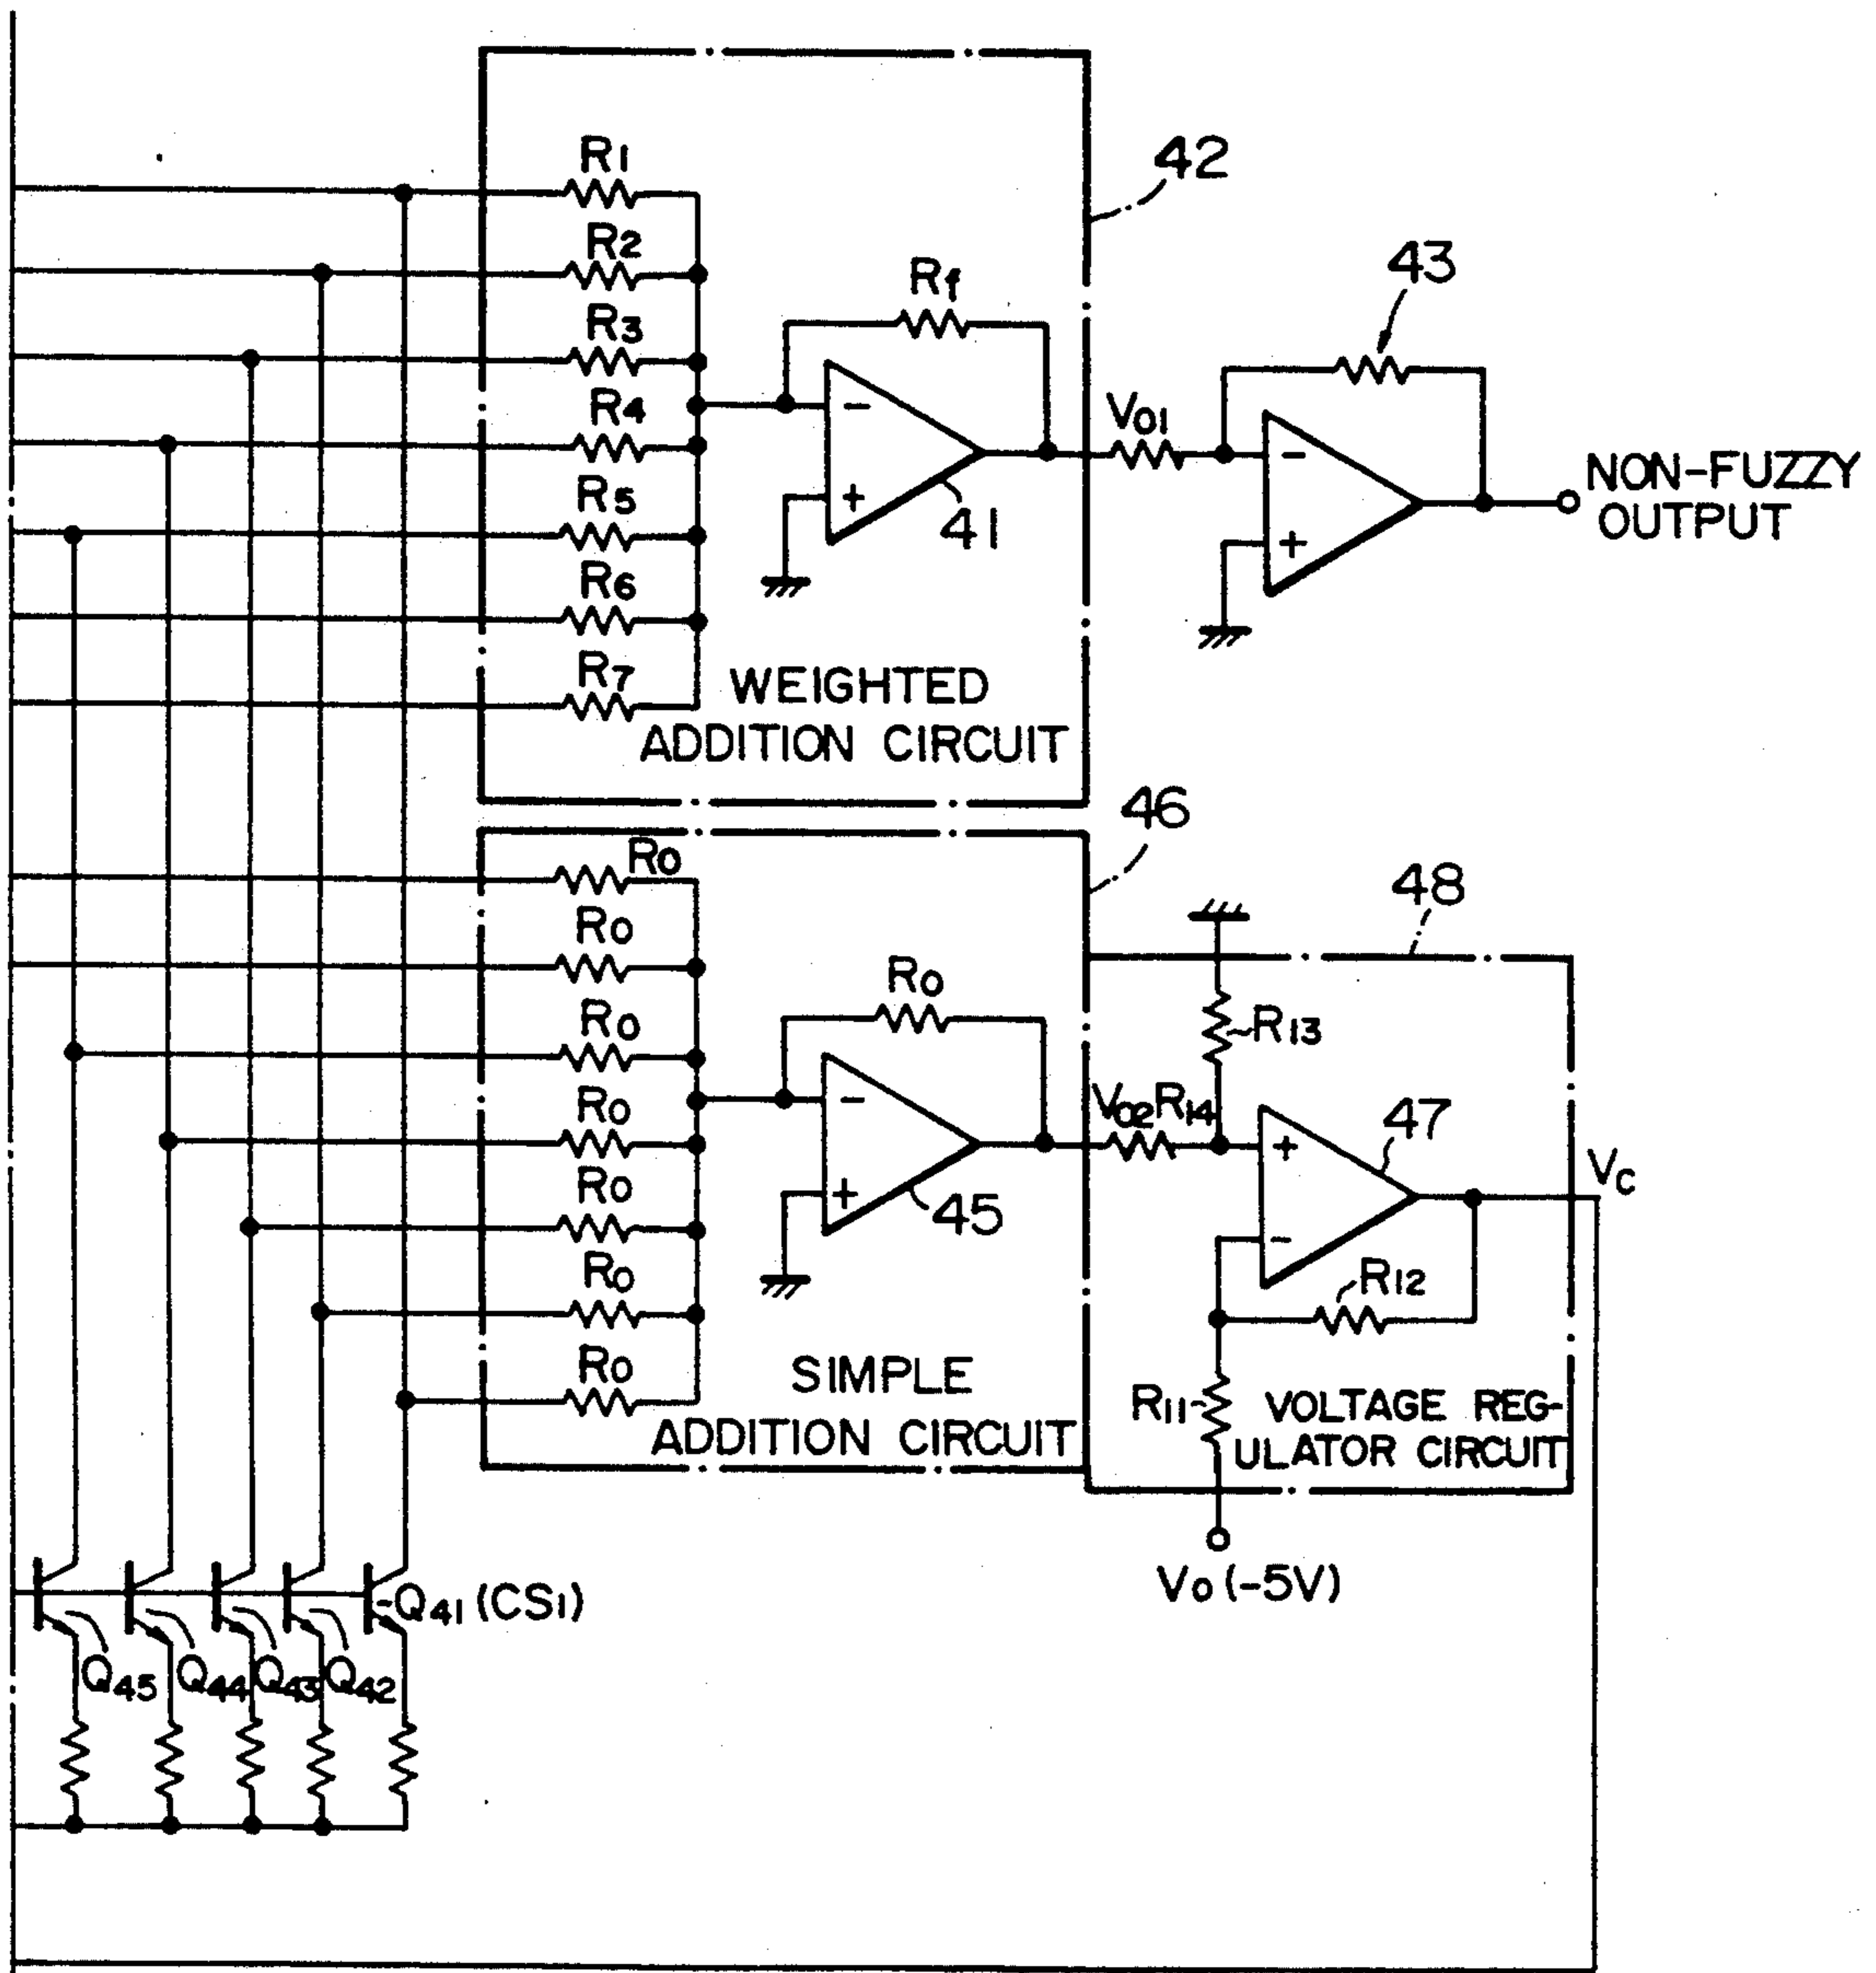 R1
42
R2
43
Rf
R3
R4
V01
NON-FUZZY
OUTPUT
R5
41
R6
R7
WEIGHTED
ADDITION CIRCUIT
46
R0
48
R0
R0
R0
R13
R0
V02 R14
47
VC
R0
45
R0
R12
R0
SIMPLE
ADDITION CIRCUIT
R11
VOLTAGE REG-
ULATOR CIRCUIT
V0 (-5V)
Q41 (CS1)
Q45
Q44
Q43
Q42